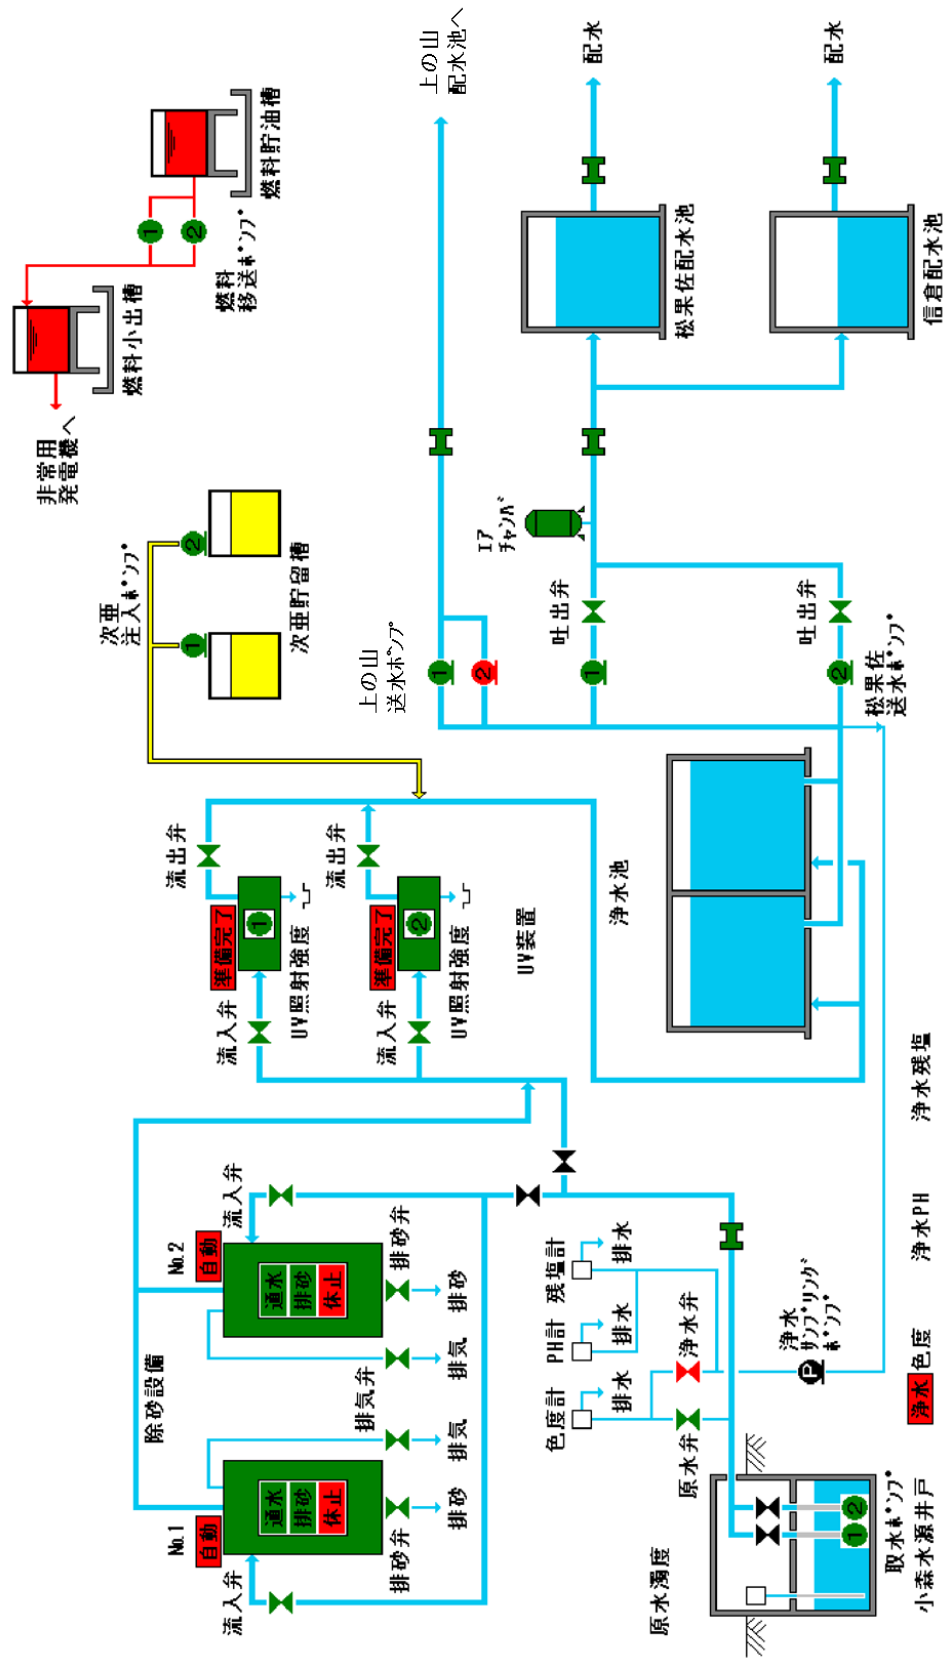 流入弁
No.1
自動
通水
排砂
休止
排砂弁
排砂
除砂設備
排気弁
排気
排気
No.2
自動
流入弁
通水
排砂
休止
排砂弁
排砂
流入弁
準備完了
1
流出弁
UV照射強度
流入弁
準備完了
2
流出弁
UV照射強度
UV装置
次亜
注入ポンプ
1
2
次亜貯留槽
非常用
発電機へ
燃料小出槽
1
2
燃料
移送ポンプ
燃料貯油槽
上の山
送水ポンプ
1
2
上の山
配水池へ
エア
チャンバ
吐出弁
1
吐出弁
2
松果佐
送水ポンプ
配水
松果佐配水池
配水
信倉配水池
浄水池
色度計
排水
PH計
排水
残塩計
排水
原水弁
浄水弁
浄水
サンプリング
ポンプ
P
原水濁度
1
2
取水ポンプ
小森水源井戸
浄水
色度
浄水PH
浄水残塩